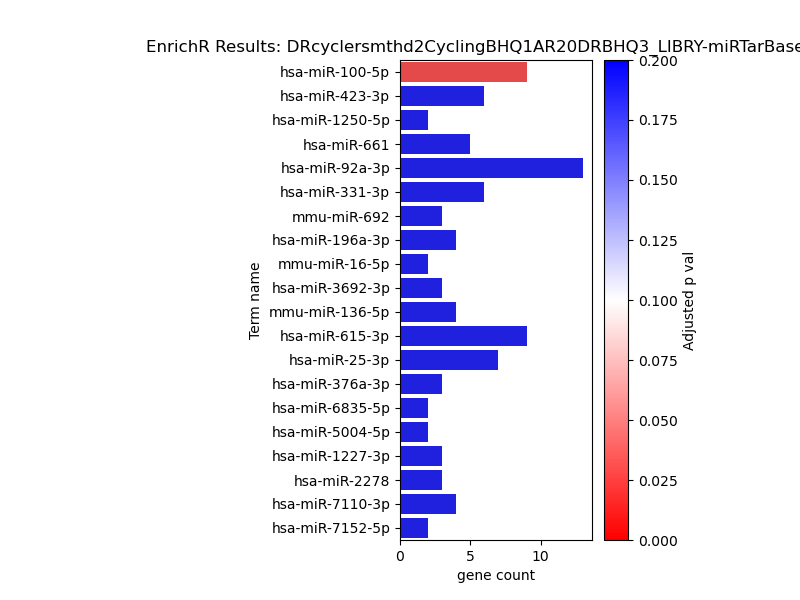 EnrichR Results: DRcyclersmthd2CyclingBHQ1AR20DRBHQ3_LIBRY-miRTarBase
hsa-miR-100-5p
hsa-miR-423-3p
hsa-miR-1250-5p
hsa-miR-661
hsa-miR-92a-3p
hsa-miR-331-3p
mmu-miR-692
hsa-miR-196a-3p
mmu-miR-16-5p
hsa-miR-3692-3p
mmu-miR-136-5p
hsa-miR-615-3p
hsa-miR-25-3p
hsa-miR-376a-3p
hsa-miR-6835-5p
hsa-miR-5004-5p
hsa-miR-1227-3p
hsa-miR-2278
hsa-miR-7110-3p
hsa-miR-7152-5p
Term name
0 5 10
gene count
0.200
0.175
0.150
0.125
0.100
0.075
0.050
0.025
0.000
Adjusted p val